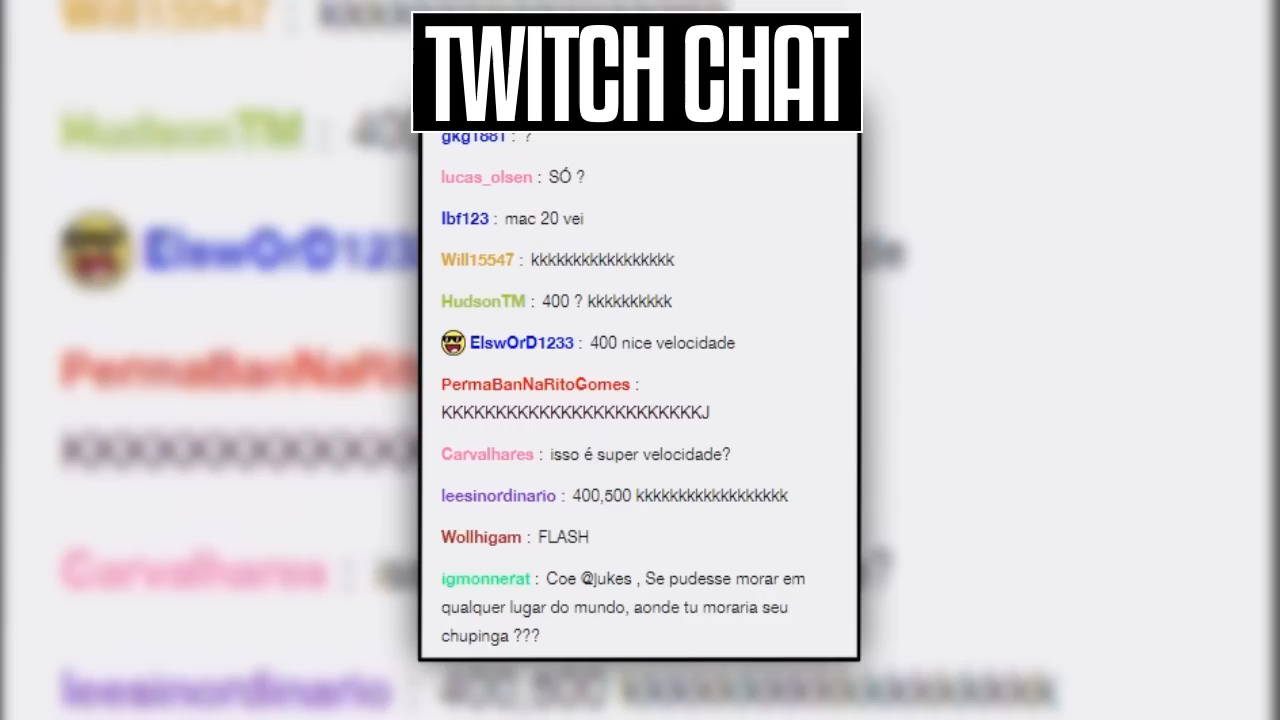 TWITCH CHAT
gkg1881 : ?
lucas_olsen : SÓ ?
lbf123 : mac 20 vei
Will15547 : kkkkkkkkkkkkkkkkk
HudsonTM : 400 ? kkkkkkkkkk
ElswOrD1233 : 400 nice velocidade
PermaBanNaRitoGomes :
KKKKKKKKKKKKKKKKKKKKKKKKJ
Carvalhares : isso é super velocidade?
leesinordinario : 400,500 kkkkkkkkkkkkkkkkkk
Wollhigam : FLASH
igmonnerat : Coe @jukes , Se pudesse morar em
qualquer lugar do mundo, aonde tu moraria seu
chupinga ???